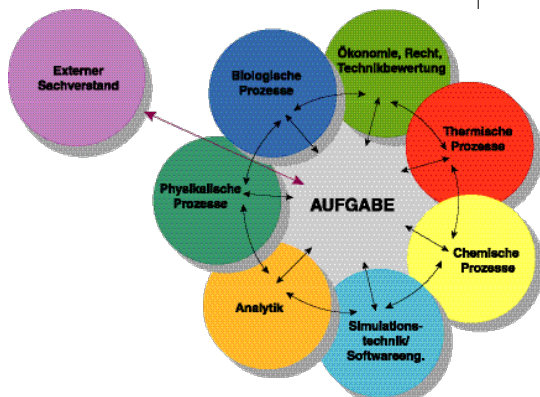 Externer
Sachverstand
Biologische
Prozesse
Ökonomie, Recht,
Technikbewertung
Thermische
Prozesse
Physikalische
Prozesse
AUFGABE
Chemische
Prozesse
Analytik
Simulations-
technik/
Softwareeng.